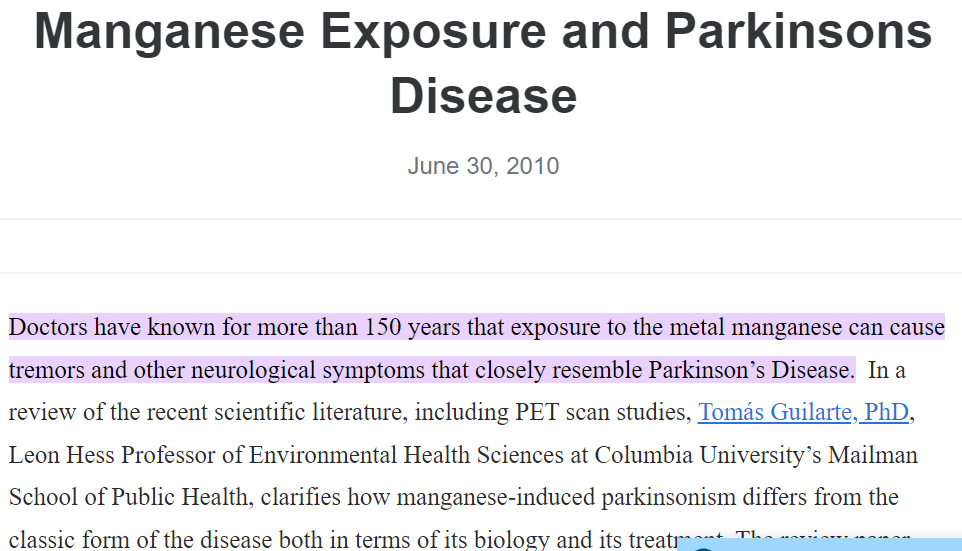 Manganese Exposure and Parkinsons
Disease
June 30, 2010
Doctors have known for more than 150 years that exposure to the metal manganese can cause
tremors and other neurological symptoms that closely resemble Parkinson’s Disease.  In a
review of the recent scientific literature, including PET scan studies, Tomás Guilarte, PhD,
Leon Hess Professor of Environmental Health Sciences at Columbia University’s Mailman
School of Public Health, clarifies how manganese-induced parkinsonism differs from the
classic form of the disease both in terms of its biology and its treatment. The review paper